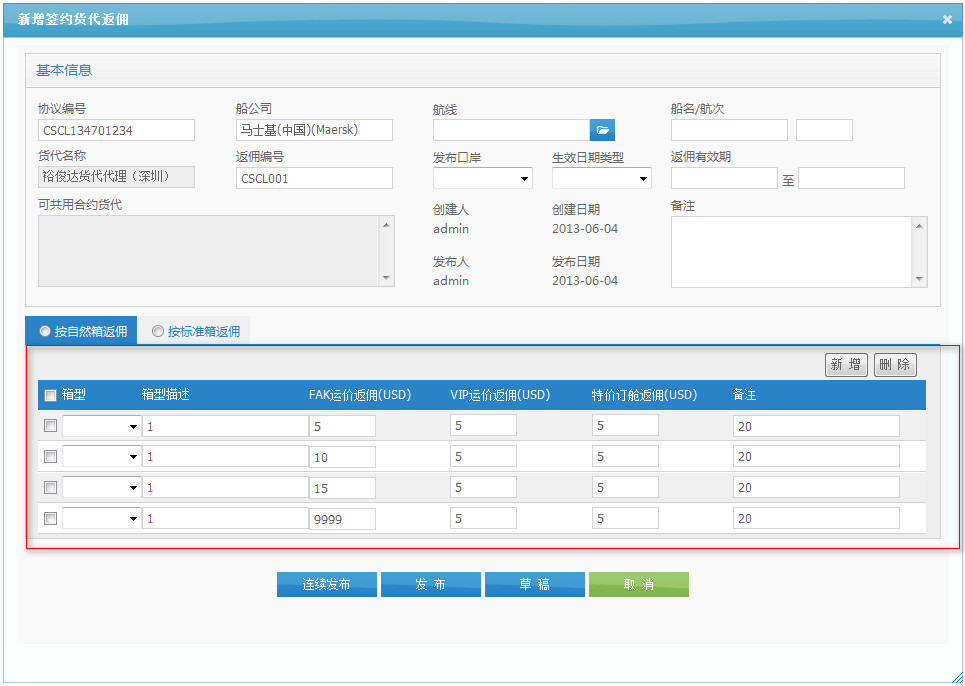 新增签约货代返佣
基本信息
协议编号 船公司 航线 船名/航次
CSCL134701234 马士基(中国)(Maersk)
货代名称 返佣编号 发布口岸 生效日期类型 返佣有效期
裕俊达货代代理（深圳） CSCL001 至
可共用合约货代 创建人 创建日期 备注
admin 2013-06-04
发布人 发布日期
admin 2013-06-04
按自然箱返佣 按标准箱返佣
新 增 删 除
箱型 箱型描述 FAK运价返佣(USD) VIP运价返佣(USD) 特价订舱返佣(USD) 备注
1 5 5 5 20
1 10 5 5 20
1 15 5 5 20
1 9999 5 5 20
连续发布 发 布 草 稿 取 消